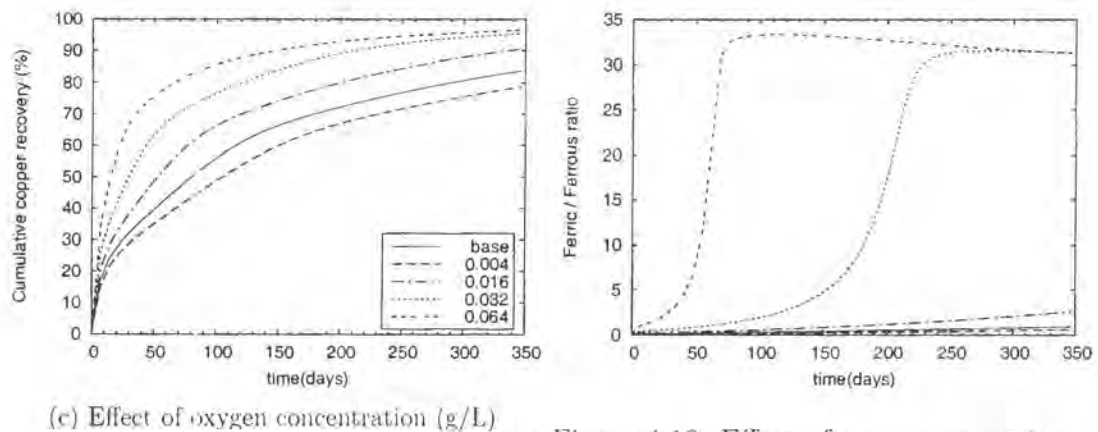 Cumulative copper recovery (%)
100
90
80
70
60
50
40
30
20
10
0
0 50 100 150 200 250 300 350
time(days)
base
0.004
0.016
0.032
0.064
(c) Effect of oxygen concentration (g/L)
Ferric / Ferrous ratio
35
30
25
20
15
10
5
0
0 50 100 150 200 250 300 350
time(days)